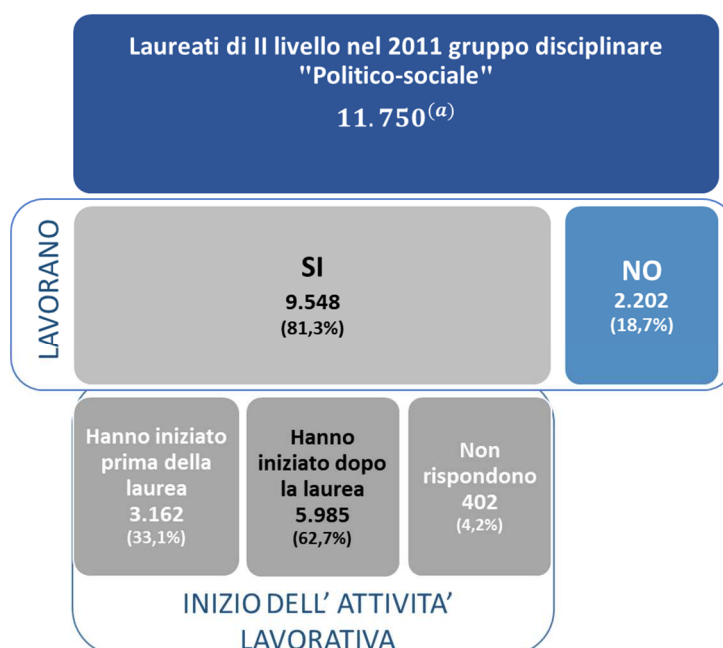 Laureati di II livello nel 2011 gruppo disciplinare
"Politico-sociale"
11.750(a)
LAVORANO
SI
9.548
(81,3%)
NO
2.202
(18,7%)
Hanno iniziato
prima della
laurea
3.162
(33,1%)
Hanno
iniziato dopo
la laurea
5.985
(62,7%)
Non
rispondono
402
(4,2%)
INIZIO DELL’ ATTIVITA’
LAVORATIVA